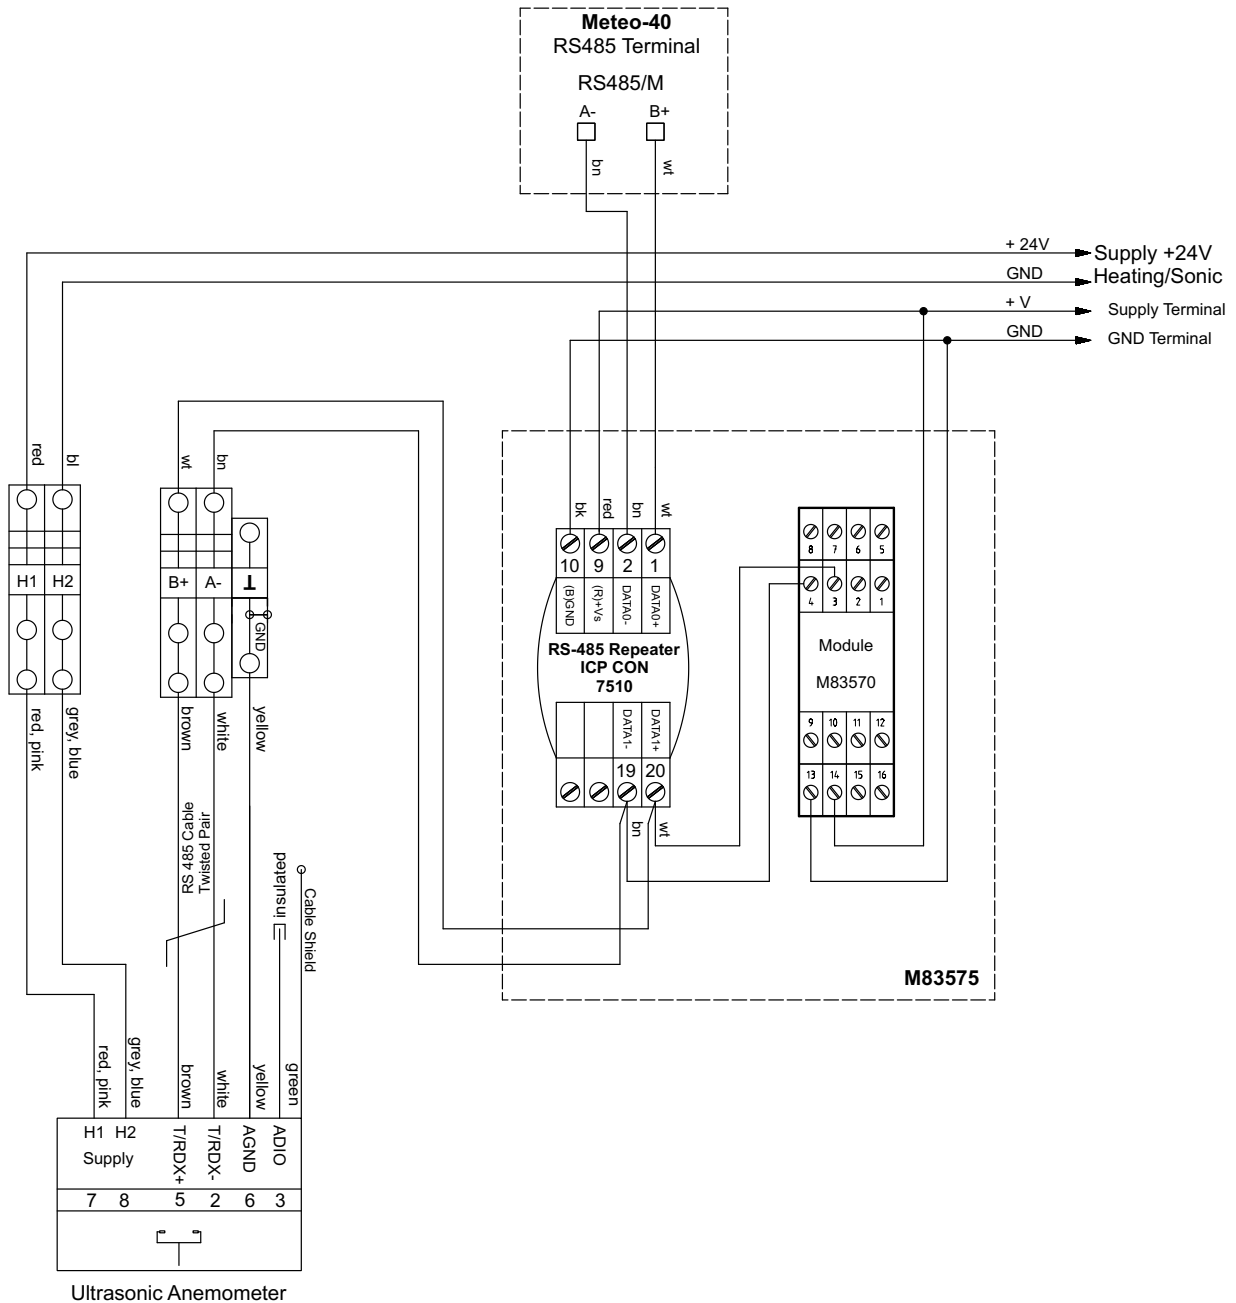 Meteo-40
RS485 Terminal
RS485/M
A- B+
bn wt
+ 24V
Supply +24V
GND
Heating/Sonic
+ V
Supply Terminal
GND
GND Terminal
red bl
wt bn
H1 H2
B+ A- ⊥
GND
red, pink
grey, blue
brown
white
yellow
RS 485 Cable
Twisted Pair
insulated
Cable Shield
red, pink
grey, blue
brown
white
yellow
green
H1 H2
Supply
T/RDX+
T/RDX-
AGND
ADIO
7 8 5 2 6 3
Ultrasonic Anemometer
bk red bn wt
10 9 2 1
(B)GND
(R)+Vs
DATA0-
DATA0+
RS-485 Repeater
ICP CON
7510
DATA1-
DATA1+
19 20
bn wt
8 7 6 5
4 3 2 1
Module
M83570
9 10 11 12
13 14 15 16
M83575